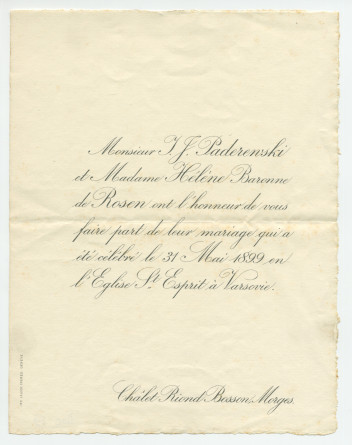 Monsieur I. J. Paderewski
et Madame Hélène Baronne
de Rosen ont l'honneur de vous
faire part de leur mariage qui a
été célébré le 31 Mai 1899 en
l'Eglise St. Esprit à Varsovie.
Châlet Riond-Bosson, Morges.